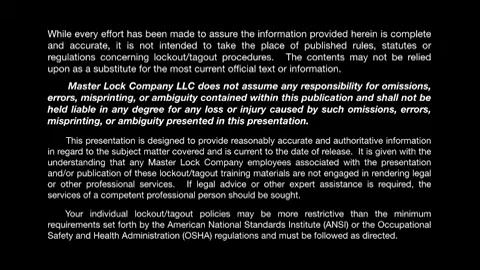 While every effort has been made to assure the information provided herein is complete
and accurate, it is not intended to take the place of published rules, statutes or
regulations concerning lockout/tagout procedures. The contents may not be relied
upon as a substitute for the most current official text or information.
Master Lock Company LLC does not assume any responsibility for omissions,
errors, misprinting, or ambiguity contained within this publication and shall not be
held liable in any degree for any loss or injury caused by such omissions, errors,
misprinting, or ambiguity presented in this presentation.
This presentation is designed to provide reasonably accurate and authoritative information
in regard to the subject matter covered and is current to the date of release. It is given with the
understanding that any Master Lock Company employees associated with the presentation
and/or publication of these lockout/tagout training materials are not engaged in rendering legal
or other professional services. If legal advice or other expert assistance is required, the
services of a competent professional person should be sought.
Your individual lockout/tagout policies may be more restrictive than the minimum
requirements set forth by the American National Standards Institute (ANSI) or the Occupational
Safety and Health Administration (OSHA) regulations and must be followed as directed.